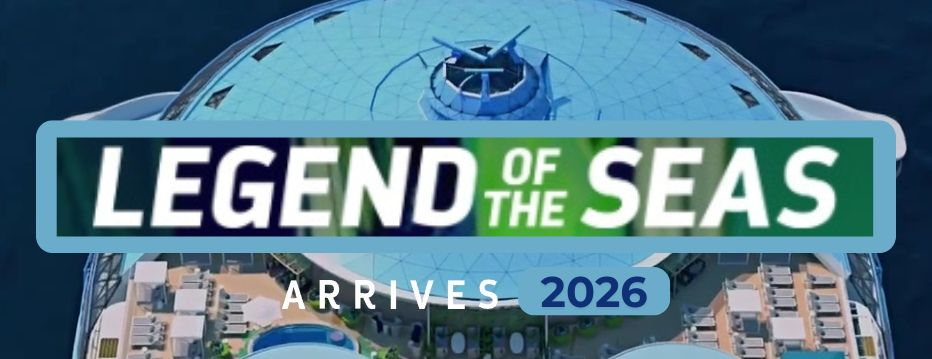 LEGEND OF THE SEAS
ARRIVES 2026